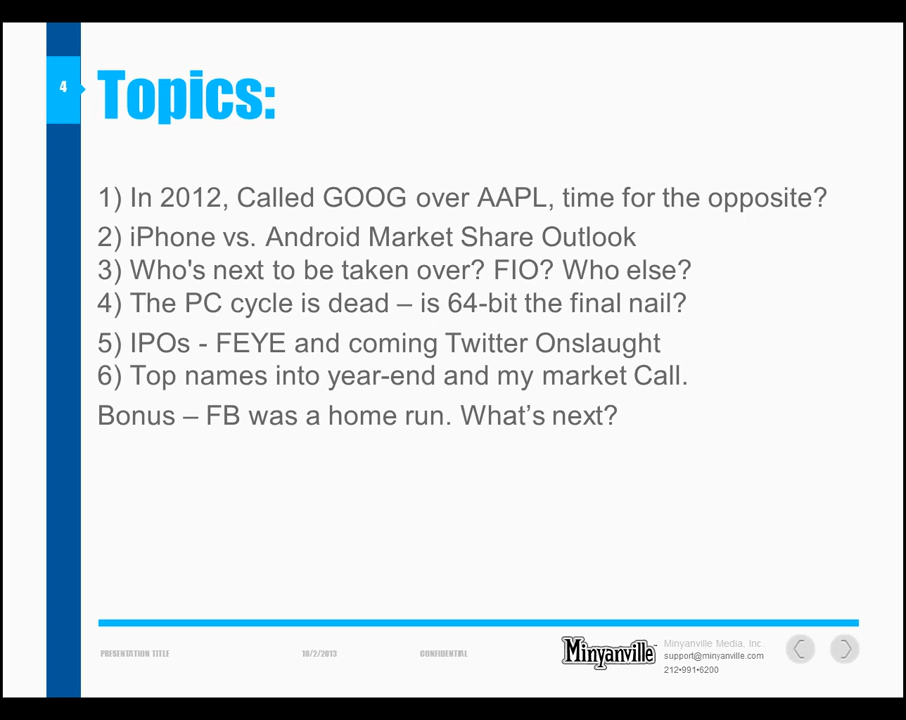 4
Topics:
1) In 2012, Called GOOG over AAPL, time for the opposite?
2) iPhone vs. Android Market Share Outlook
3) Who's next to be taken over? FIO? Who else?
4) The PC cycle is dead – is 64-bit the final nail?
5) IPOs - FEYE and coming Twitter Onslaught
6) Top names into year-end and my market Call.
Bonus – FB was a home run. What’s next?
PRESENTATION TITLE 10/2/2013 CONFIDENTIAL
Minyanville
Minyanville Media, Inc.
support@minyanville.com
212•991•6200